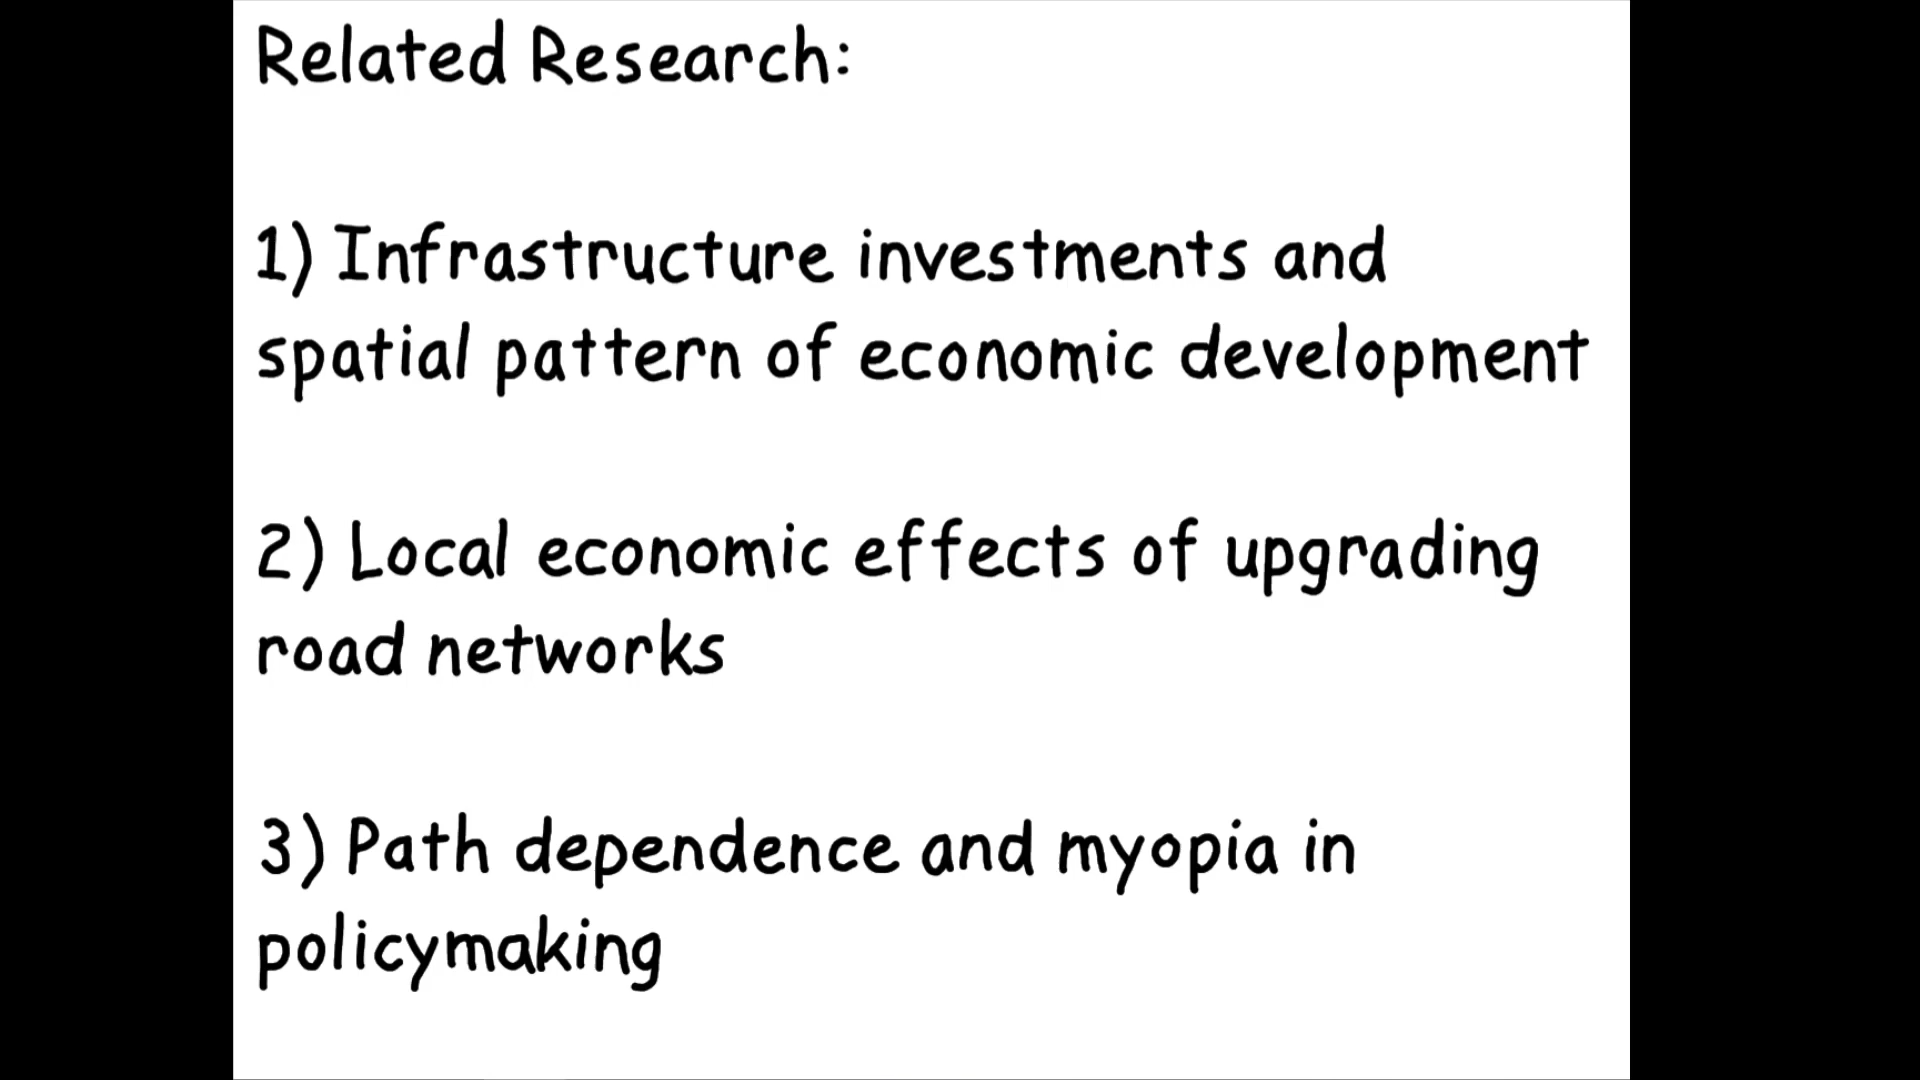 Related Research:
1) Infrastructure investments and
spatial pattern of economic development
2) Local economic effects of upgrading
road networks
3) Path dependence and myopia in
policymaking